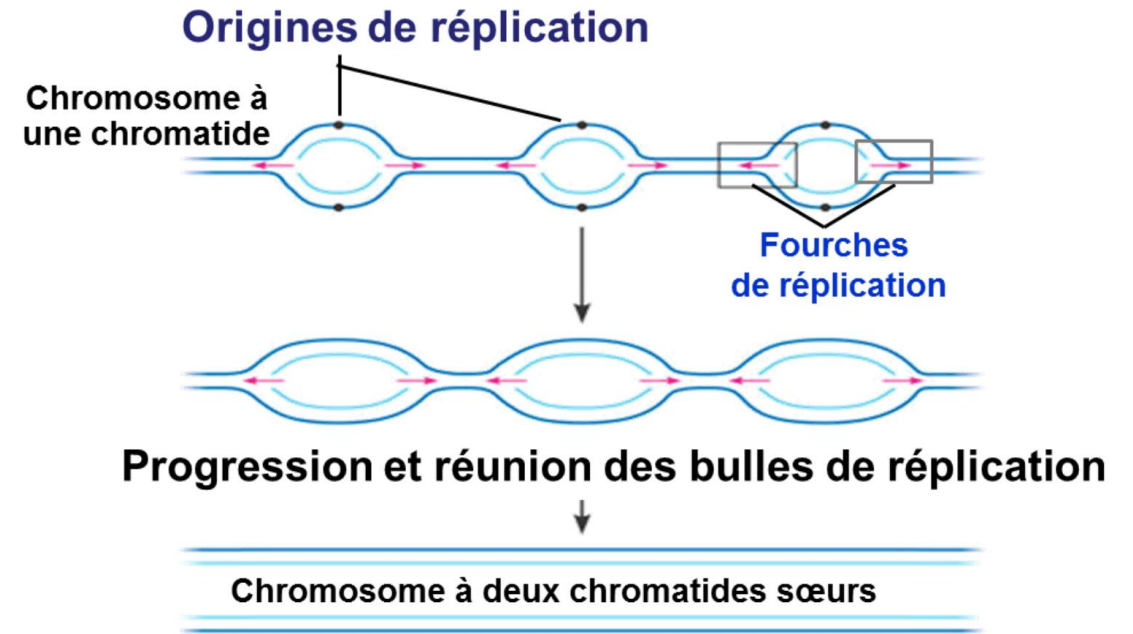 Origines de réplication
Chromosome à
une chromatide
Fourches
de réplication
Progression et réunion des bulles de réplication
Chromosome à deux chromatides sœurs